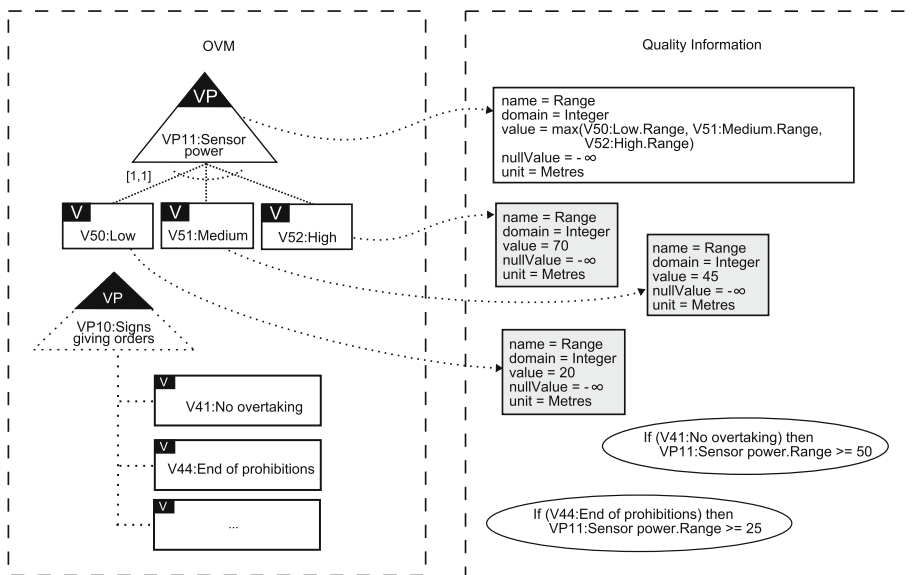 OVM
Quality Information
VP
VP11:Sensor
power
[1,1]
V
V50:Low
V
V51:Medium
V
V52:High
VP
VP10:Signs
giving orders
V
V41:No overtaking
V
V44:End of prohibitions
V
...
name = Range
domain = Integer
value = max(V50:Low.Range, V51:Medium.Range,
V52:High.Range)
nullValue = -∞
unit = Metres
name = Range
domain = Integer
value = 70
nullValue = -∞
unit = Metres
name = Range
domain = Integer
value = 45
nullValue = -∞
unit = Metres
name = Range
domain = Integer
value = 20
nullValue = -∞
unit = Metres
If (V41:No overtaking) then
VP11:Sensor power.Range >= 50
If (V44:End of prohibitions) then
VP11:Sensor power.Range >= 25